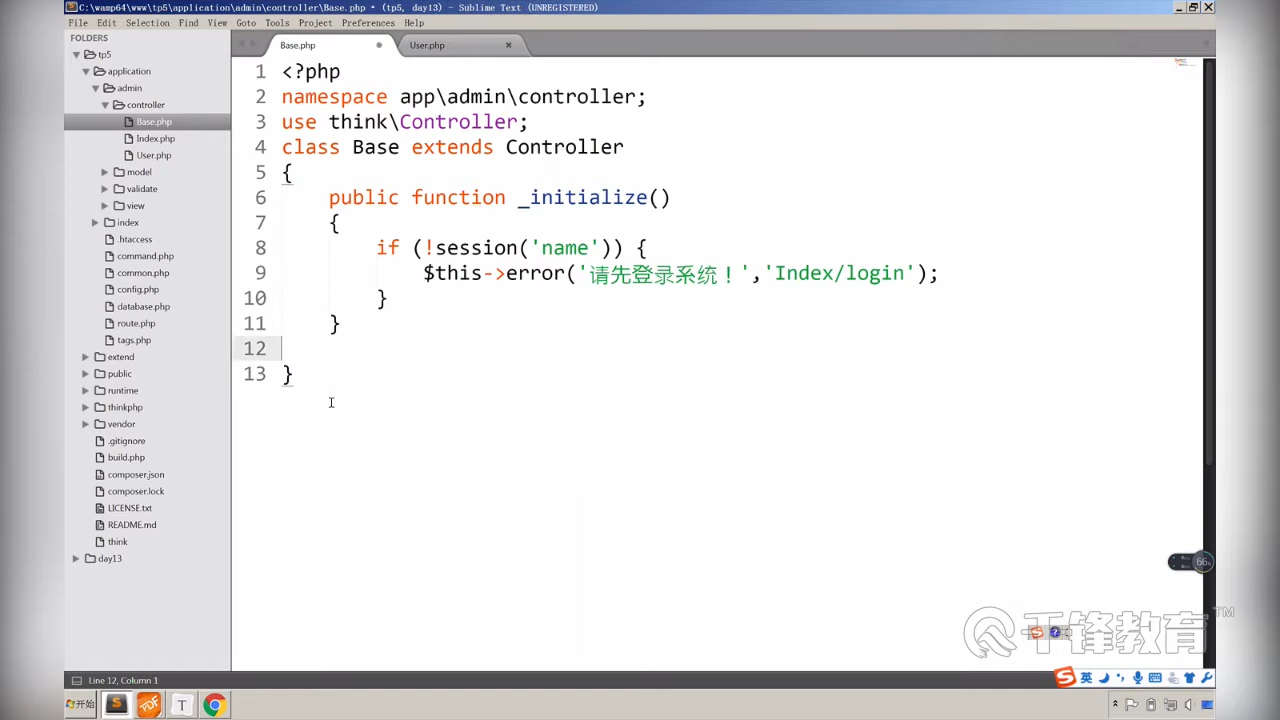 C:\wamp64\www\tp5\application\admin\controller\Base.php • (tp5, day13) - Sublime Text (UNREGISTERED)
File Edit Selection Find View Goto Tools Project Preferences Help
FOLDERS
tp5
application
admin
controller
Base.php
Index.php
User.php
model
validate
view
index
.htaccess
command.php
common.php
config.php
database.php
route.php
tags.php
extend
public
runtime
thinkphp
vendor
.gitignore
build.php
composer.json
composer.lock
LICENSE.txt
README.md
think
day13
Base.php
User.php
1 <?php
2 namespace app\admin\controller;
3 use think\Controller;
4 class Base extends Controller
5 {
6 public function _initialize()
7 {
8 if (!session('name')) {
9 $this->error('请先登录系统！','Index/login');
10 }
11 }
12
13 }
66%
千锋教育™
英
Line 12, Column 1
开始